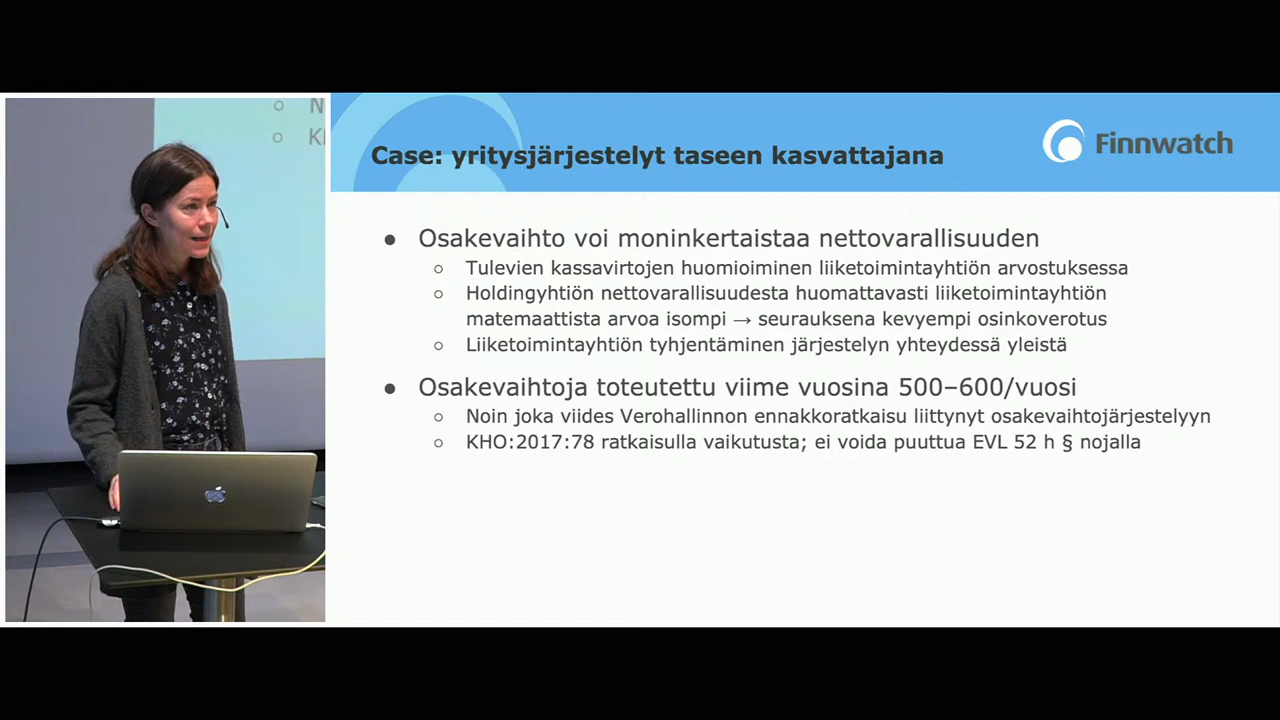 N
K
Case: yritysjärjestelyt taseen kasvattajana
Finnwatch
● Osakevaihto voi moninkertaistaa nettovarallisuuden
○ Tulevien kassavirtojen huomioiminen liiketoimintayhtiön arvostuksessa
○ Holdingyhtiön nettovarallisuudesta huomattavasti liiketoimintayhtiön
matemaattista arvoa isompi → seurauksena kevyempi osinkoverotus
○ Liiketoimintayhtiön tyhjentäminen järjestelyn yhteydessä yleistä
● Osakevaihtoja toteutettu viime vuosina 500–600/vuosi
○ Noin joka viides Verohallinnon ennakkoratkaisu liittynyt osakevaihtojärjestelyyn
○ KHO:2017:78 ratkaisulla vaikutusta; ei voida puuttua EVL 52 h § nojalla